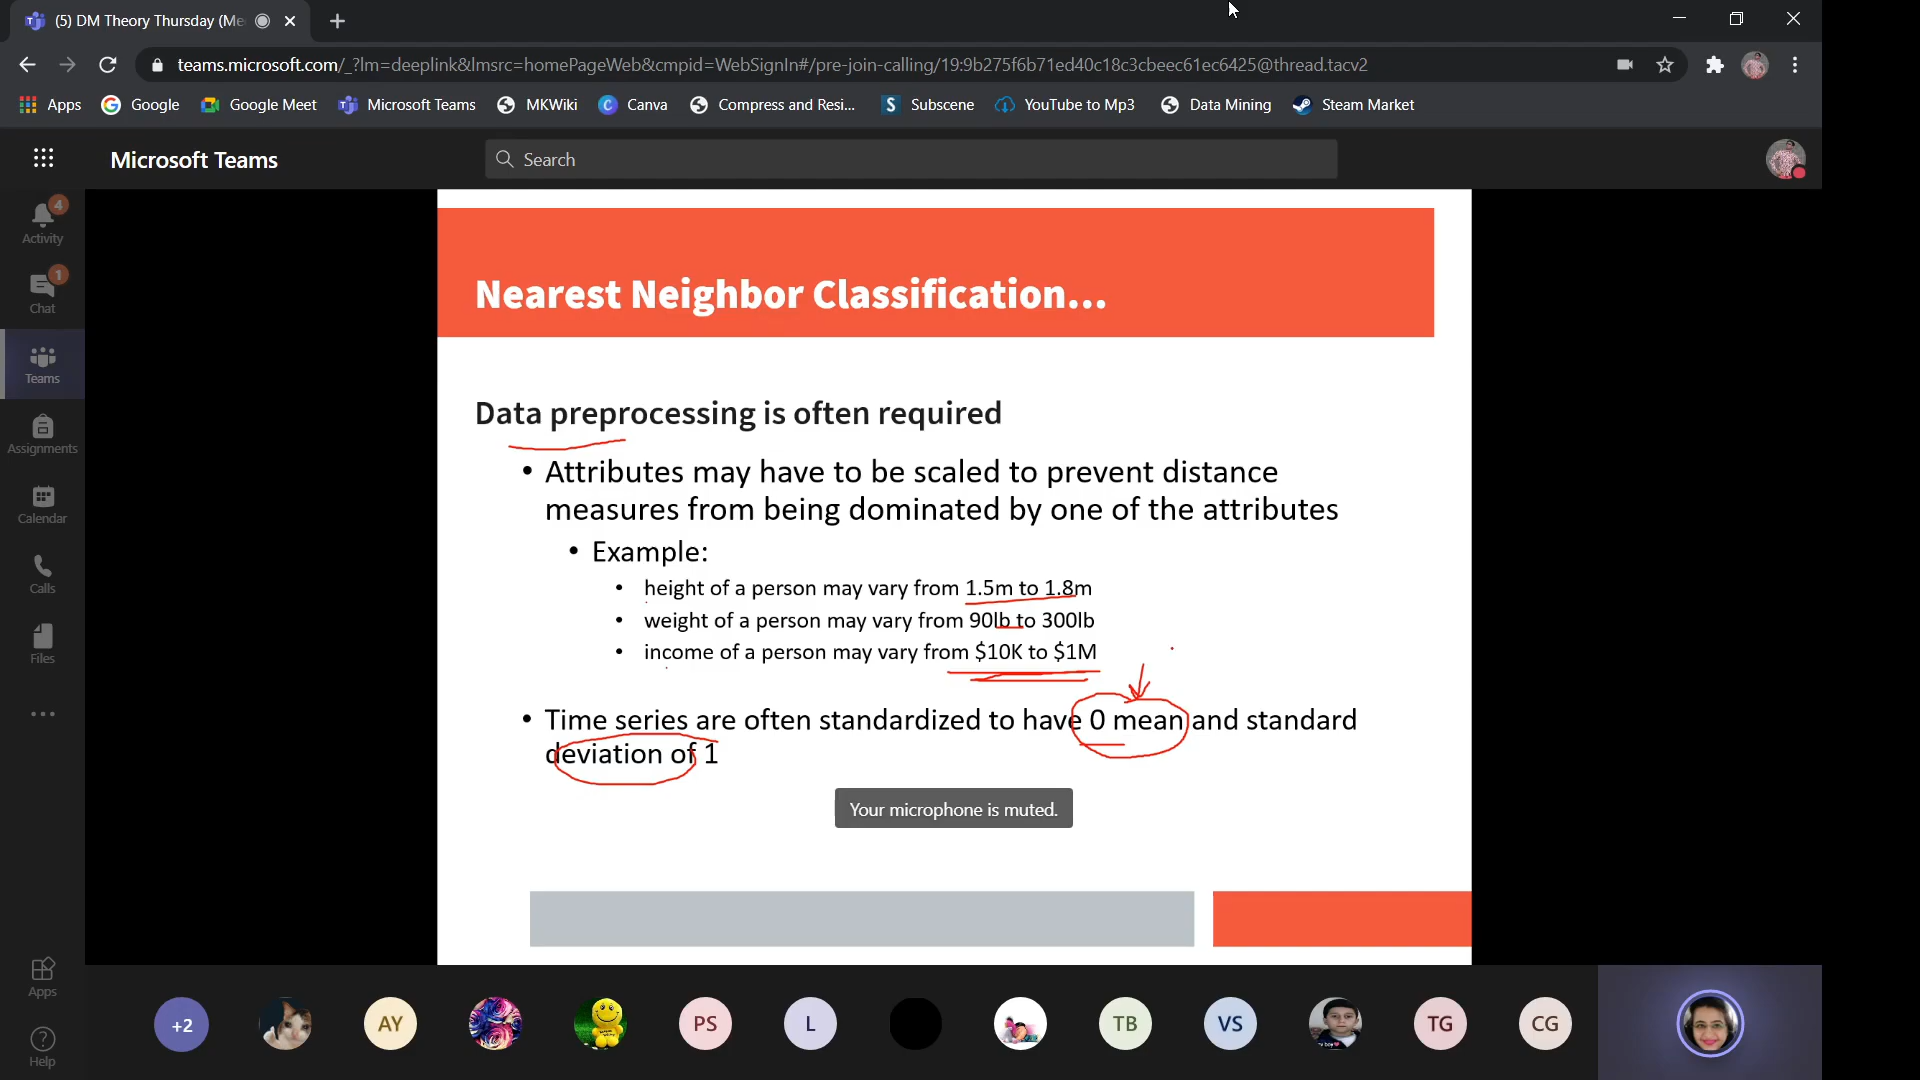 (5) DM Theory Thursday (Me
teams.microsoft.com/_?lm=deeplink&lmsrc=homePageWeb&cmpid=WebSignIn#/pre-join-calling/19:9b275f6b71ed40c18c3cbeec61ec6425@thread.tacv2
Apps Google Google Meet Microsoft Teams MKWiki Canva Compress and Resi... Subscene YouTube to Mp3 Data Mining Steam Market
Microsoft Teams
Search
4
Activity
1
Chat
Teams
Assignments
Calendar
Calls
Files
Apps
Help
Nearest Neighbor Classification...
Data preprocessing is often required
• Attributes may have to be scaled to prevent distance
measures from being dominated by one of the attributes
• Example:
• height of a person may vary from 1.5m to 1.8m
• weight of a person may vary from 90lb to 300lb
• income of a person may vary from $10K to $1M
• Time series are often standardized to have 0 mean and standard
deviation of 1
Your microphone is muted.
+2 AY PS L TB VS TG CG